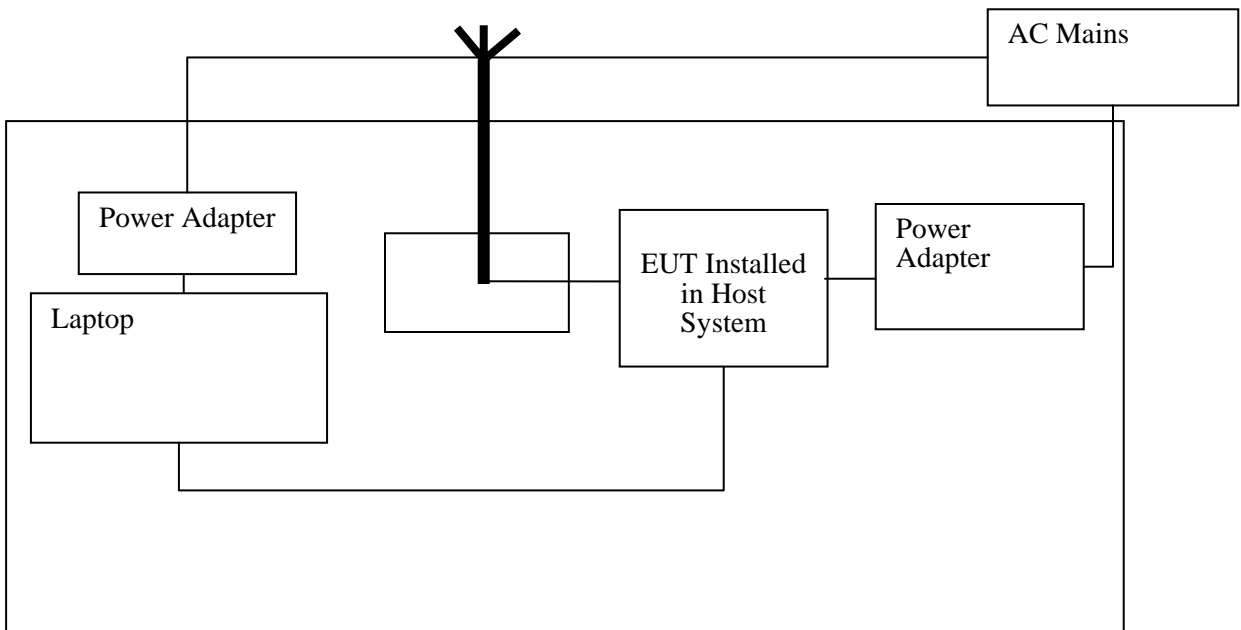 AC Mains
Power Adapter
Power
Adapter
EUT Installed
in Host
System
Laptop